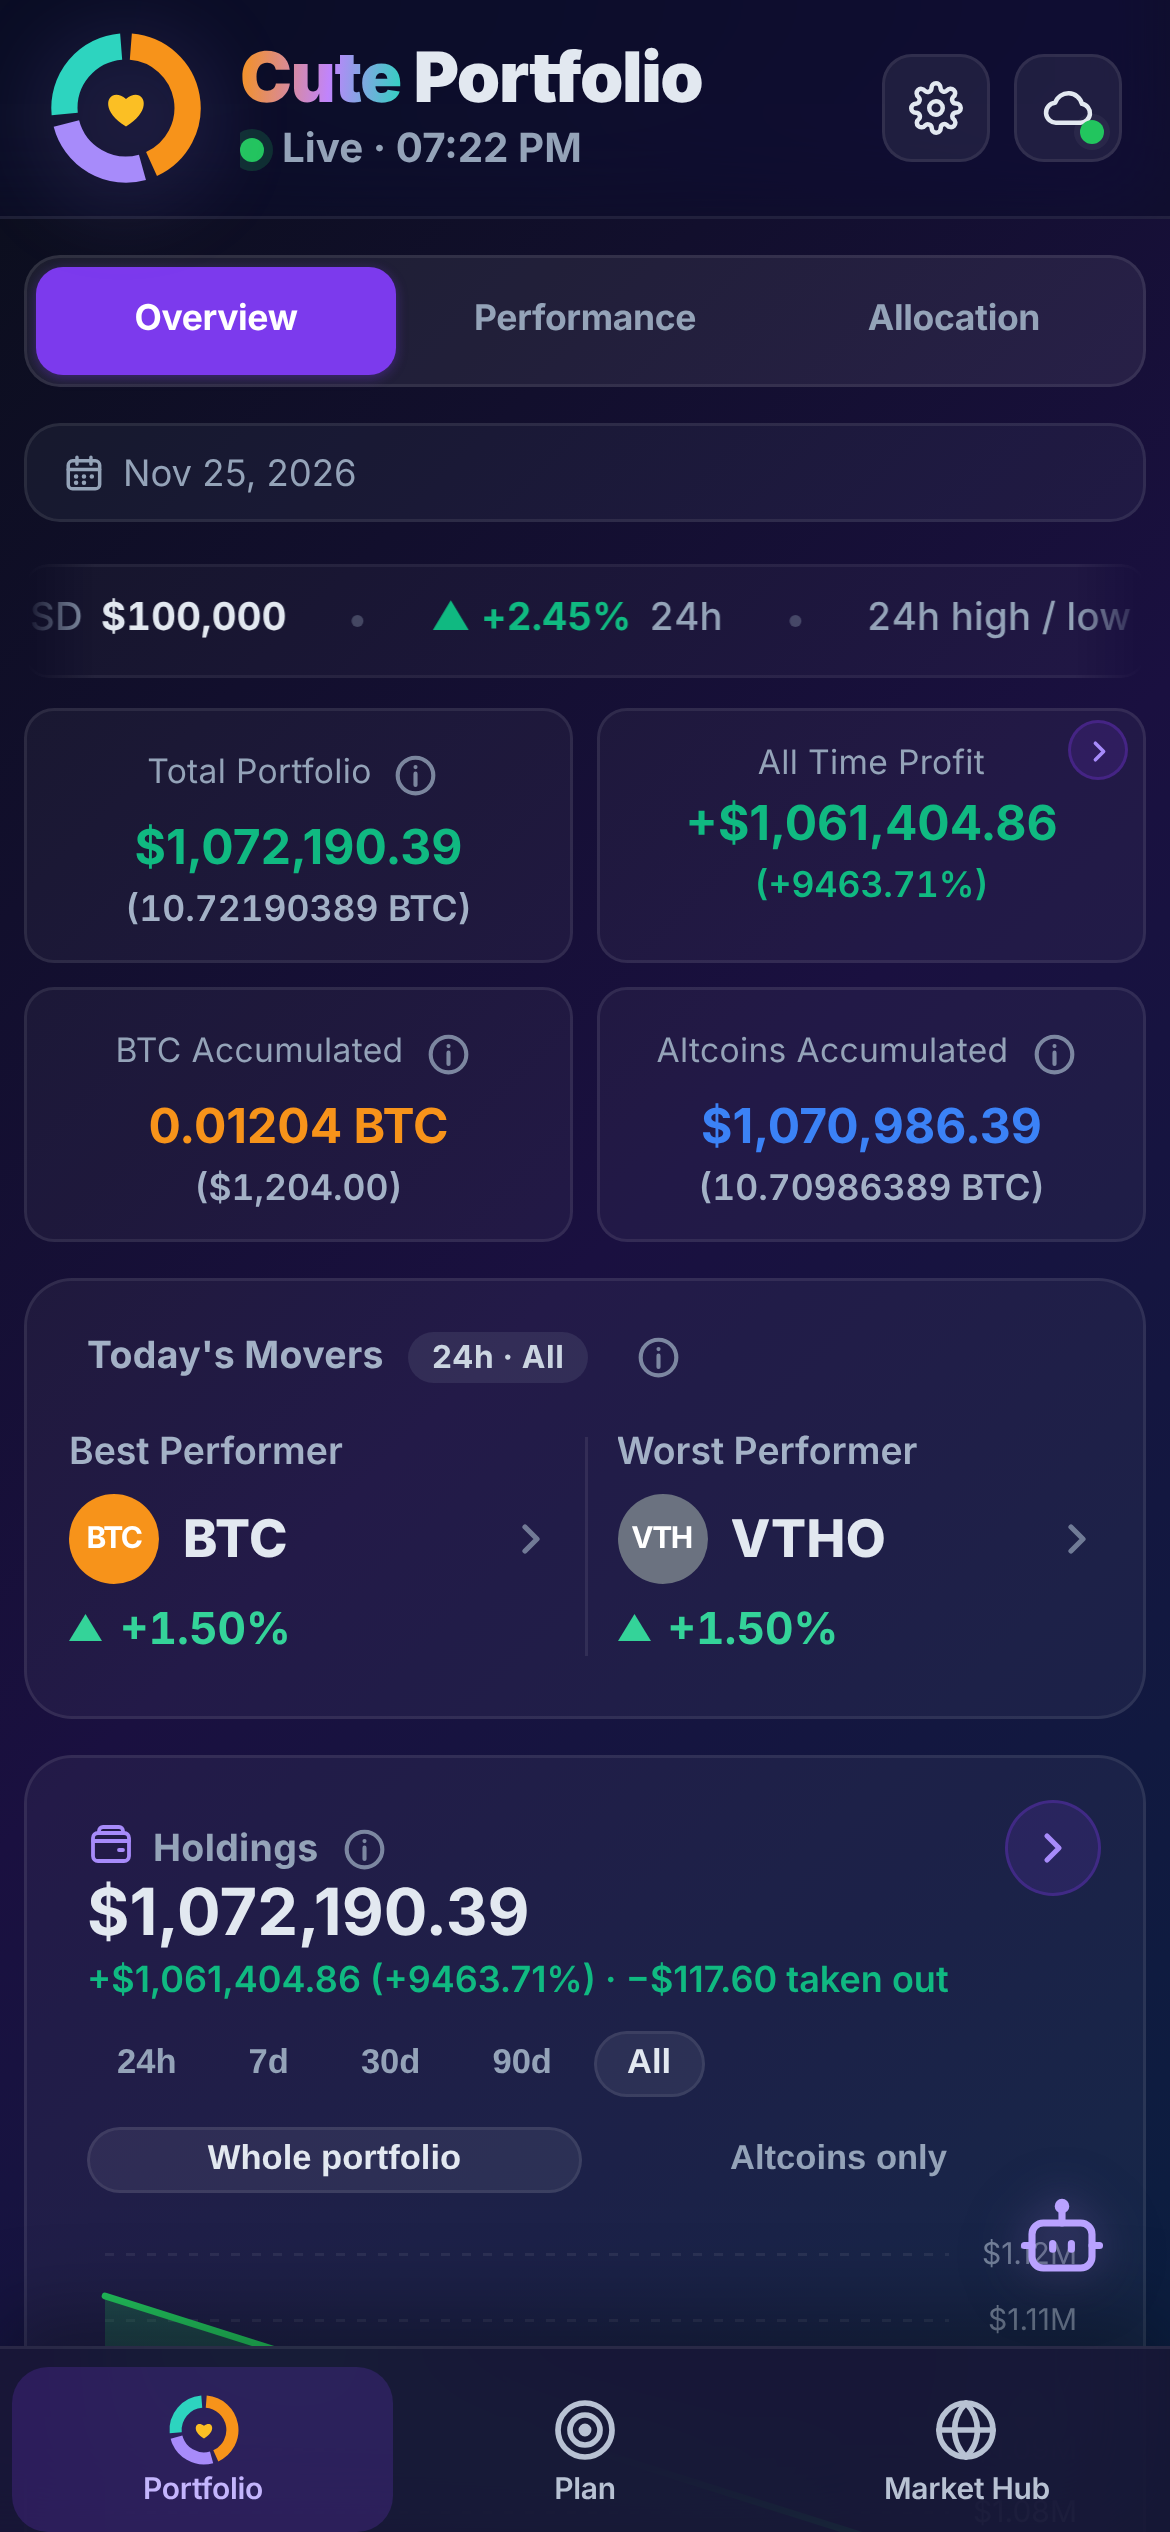 Cute Portfolio
Live · 07:22 PM
Overview Performance Allocation
Nov 25, 2026
SD $100,000 • ▲ +2.45% 24h • 24h high / low
Total Portfolio
$1,072,190.39
(10.72190389 BTC)
All Time Profit
+$1,061,404.86
(+9463.71%)
BTC Accumulated
0.01204 BTC
($1,204.00)
Altcoins Accumulated
$1,070,986.39
(10.70986389 BTC)
Today's Movers 24h · All
Best Performer
BTC BTC
▲ +1.50%
Worst Performer
VTH VTHO
▲ +1.50%
Holdings
$1,072,190.39
+$1,061,404.86 (+9463.71%) · −$117.60 taken out
24h 7d 30d 90d All
Whole portfolio Altcoins only
$1.12M
$1.11M
$1.08M
Portfolio Plan Market Hub